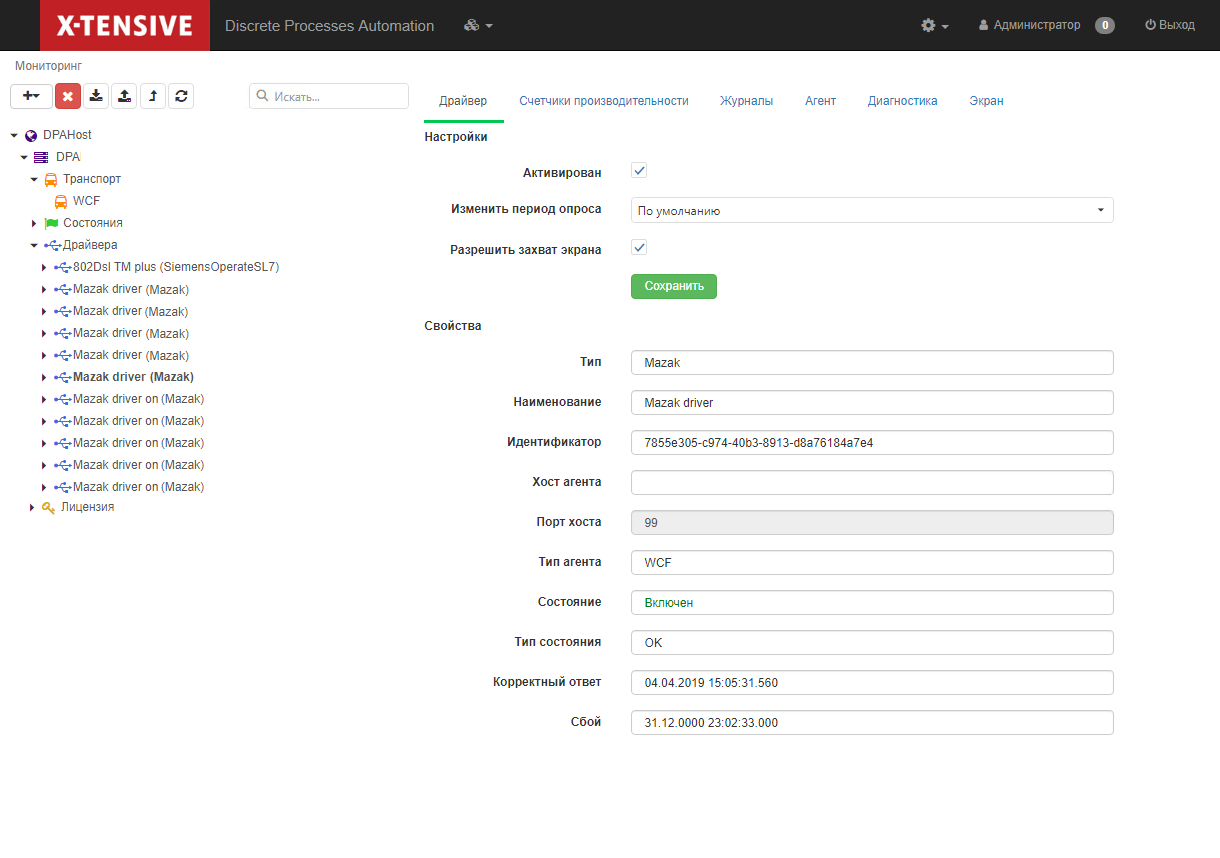 X-TENSIVE Discrete Processes Automation Администратор 0 Выход
Мониторинг
Искать...
Драйвер Счетчики производительности Журналы Агент Диагностика Экран
DPAHost
DPA
Транспорт
WCF
Состояния
Драйвера
802Dsl TM plus (SiemensOperateSL7)
Mazak driver (Mazak)
Mazak driver (Mazak)
Mazak driver (Mazak)
Mazak driver (Mazak)
Mazak driver (Mazak)
Mazak driver on (Mazak)
Mazak driver on (Mazak)
Mazak driver on (Mazak)
Mazak driver on (Mazak)
Mazak driver on (Mazak)
Лицензия
Настройки
Активирован
Изменить период опроса По умолчанию
Разрешить захват экрана
Сохранить
Свойства
Тип Mazak
Наименование Mazak driver
Идентификатор 7855e305-c974-40b3-8913-d8a76184a7e4
Хост агента
Порт хоста 99
Тип агента WCF
Состояние Включен
Тип состояния OK
Корректный ответ 04.04.2019 15:05:31.560
Сбой 31.12.0000 23:02:33.000